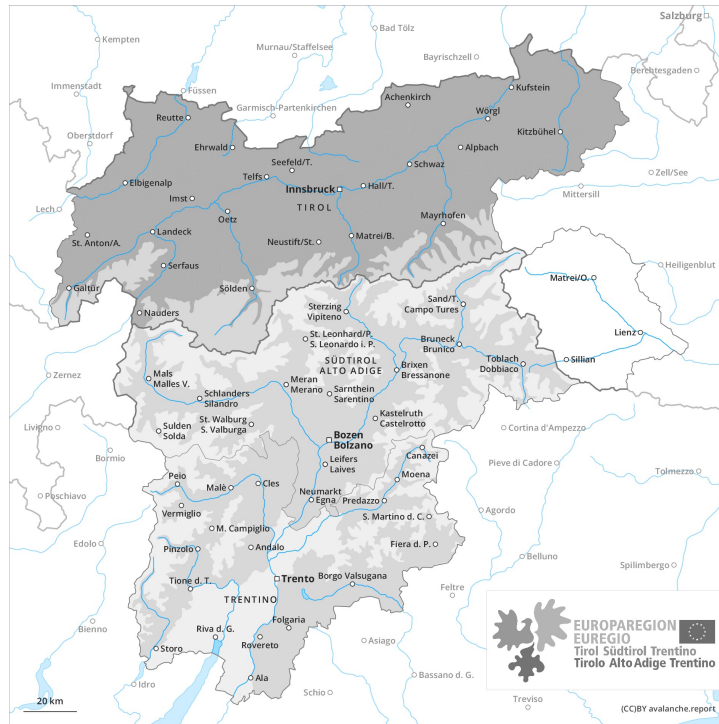 Salzburg
Kempten
Bad Tölz
Murnau/Staffelsee
Bayrischzell
Berchtesgaden
Immenstadt
Füssen
Garmisch-Partenkirchen
Achenkirch
Kufstein
Reutte
Wörgl
Oberstdorf
Ehrwald
Kitzbühel
Alpbach
Seefeld/T.
Schwaz
Telfs
Zell/See
Elbigenalp
Innsbruck
Hall/T.
Mittersill
Imst
TIROL
Lech
Oetz
Mayrhofen
Landeck
St. Anton/A.
Neustift/St.
Matrei/B.
Serfaus
Heiligenblut
Matrei/O.
Galtür
Sölden
Nauders
Sterzing
Vipiteno
Sand/T.
Campo Tures
Lienz
St. Leonhard/P.
S. Leonardo i. P.
Bruneck
Brunico
SÜDTIROL
ALTO ADIGE
Toblach
Dobbiaco
Sillian
Brixen
Bressanone
Zernez
Mals
Malles V.
Meran
Merano
Sarnthein
Sarentino
Schlanders
Silandro
Kastelruth
Castelrotto
St. Walburg
S. Valburga
Livigno
Sulden
Solda
Cortina d'Ampezzo
Bozen
Bolzano
Canazei
Bormio
Leifers
Laives
Pieve di Cadore
Tolmezzo
Peio
Moena
Malè
Cles
Neumarkt
Egna
Predazzo
Poschiavo
Vermiglio
Agordo
S. Martino d. C.
M. Campiglio
Edolo
Pinzolo
Andalo
Fiera d. P.
Belluno
Spilimbergo
Trento
Borgo Valsugana
Tione d. T.
Feltre
TRENTINO
Folgaria
Bienno
Riva d. G.
Asiago
Storo
Rovereto
Ala
Bassano d. G.
Idro
Schio
Treviso
EUROPAREGION
EUREGIO
Tirol Südtirol Trentino
Tirolo Alto Adige Trentino
20 km
(CC)BY avalanche.report